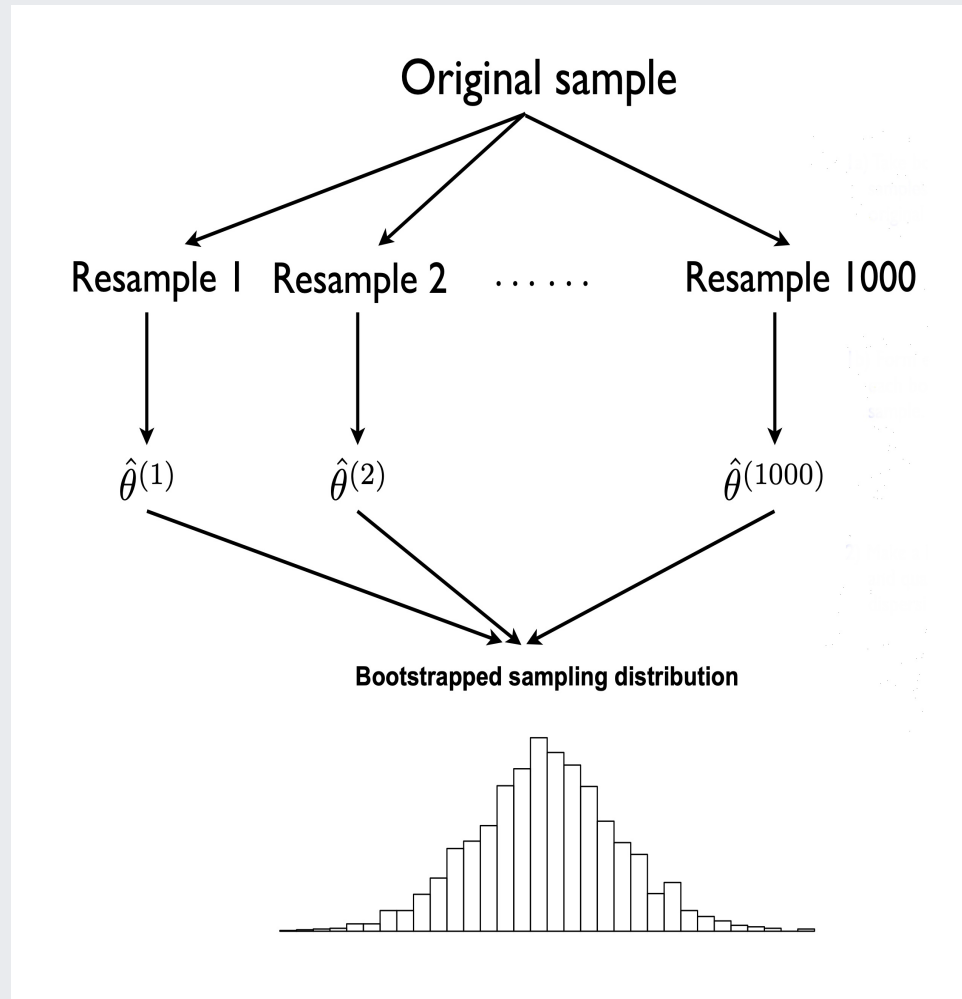 Original sample
Resample 1 Resample 2 ...... Resample 1000
θ̂⁽¹⁾ θ̂⁽²⁾ θ̂⁽¹⁰⁰⁰⁾
Bootstrapped sampling distribution